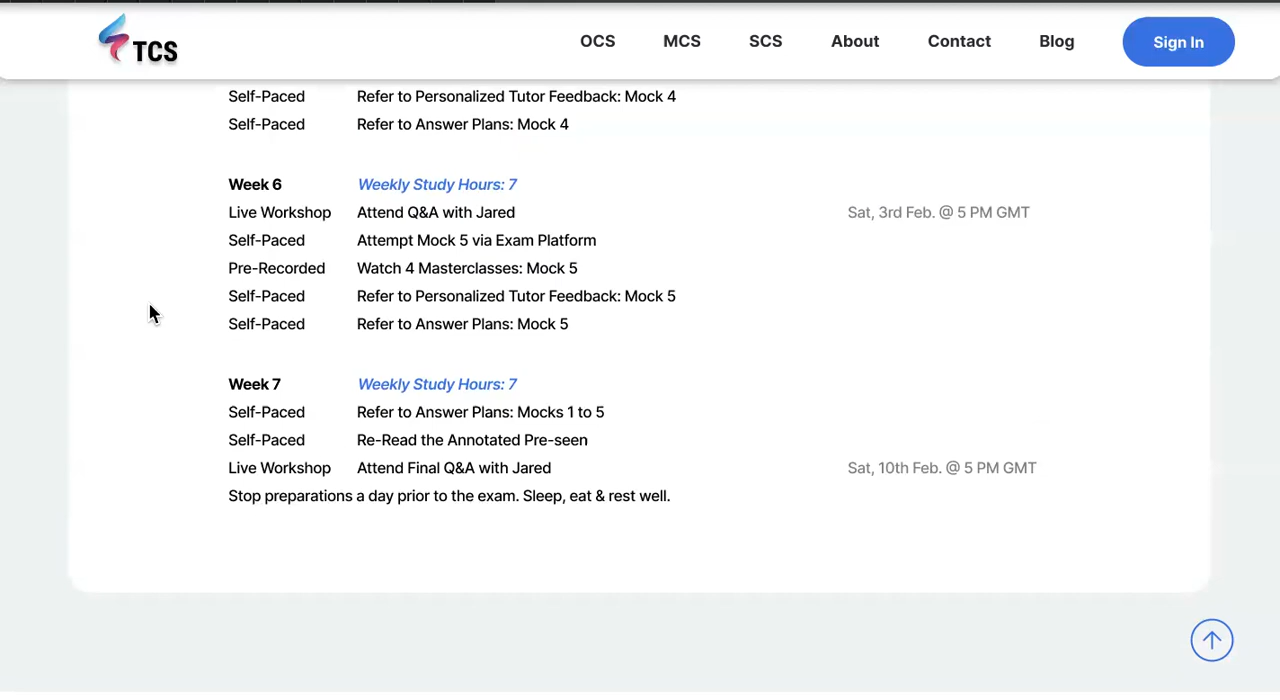 TCS OCS MCS SCS About Contact Blog Sign In
Self-Paced Refer to Personalized Tutor Feedback: Mock 4
Self-Paced Refer to Answer Plans: Mock 4
Week 6 Weekly Study Hours: 7
Live Workshop Attend Q&A with Jared Sat, 3rd Feb. @ 5 PM GMT
Self-Paced Attempt Mock 5 via Exam Platform
Pre-Recorded Watch 4 Masterclasses: Mock 5
Self-Paced Refer to Personalized Tutor Feedback: Mock 5
Self-Paced Refer to Answer Plans: Mock 5
Week 7 Weekly Study Hours: 7
Self-Paced Refer to Answer Plans: Mocks 1 to 5
Self-Paced Re-Read the Annotated Pre-seen
Live Workshop Attend Final Q&A with Jared Sat, 10th Feb. @ 5 PM GMT
Stop preparations a day prior to the exam. Sleep, eat & rest well.